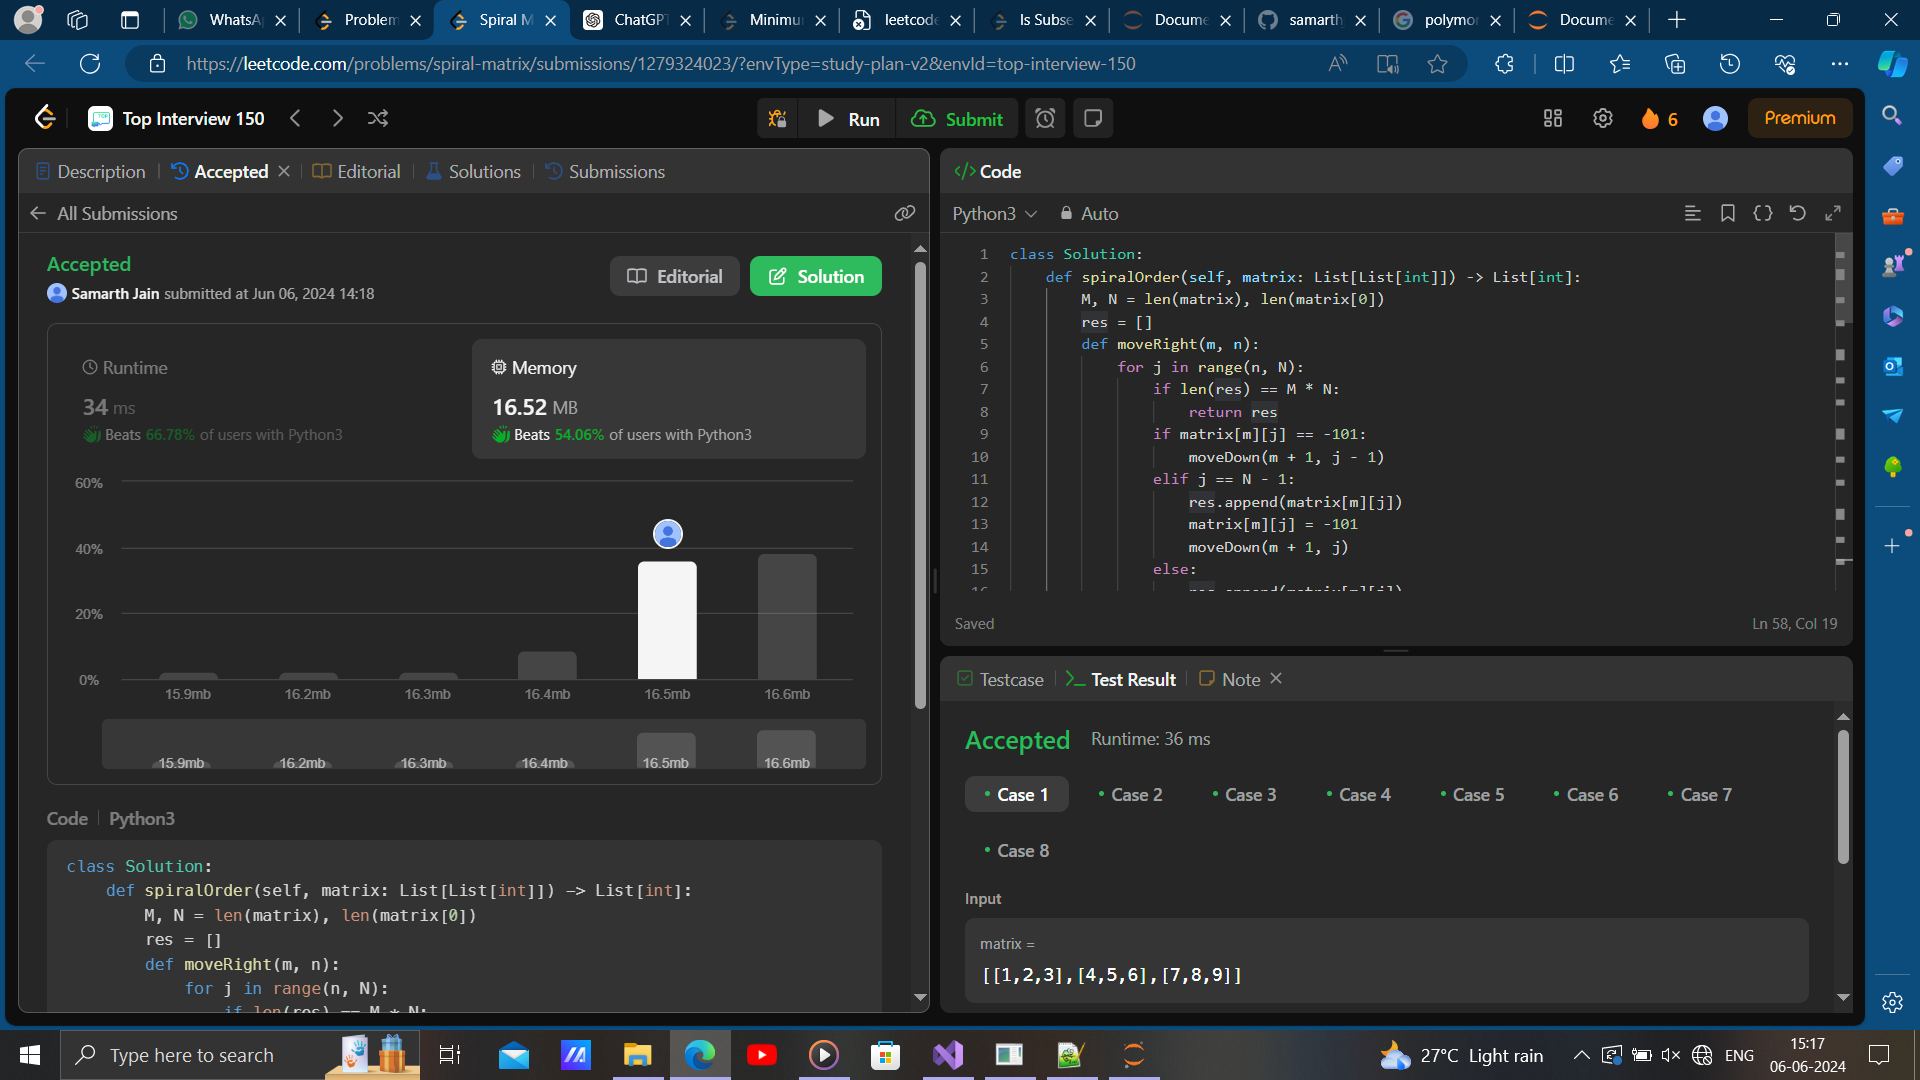 WhatsA
Problem
Spiral M
ChatGP
Minimu
leetcode
Is Subse
Docume
samarth
polymor
Docume
https://leetcode.com/problems/spiral-matrix/submissions/1279324023/?envType=study-plan-v2&envId=top-interview-150
Top Interview 150
Run
Submit
6
Premium
Description
Accepted
Editorial
Solutions
Submissions
All Submissions
Accepted
Samarth Jain submitted at Jun 06, 2024 14:18
Editorial
Solution
Runtime
34 ms
Beats 66.78% of users with Python3
Memory
16.52 MB
Beats 54.06% of users with Python3
60%
40%
20%
0%
15.9mb 16.2mb 16.3mb 16.4mb 16.5mb 16.6mb
15.9mb 16.2mb 16.3mb 16.4mb 16.5mb 16.6mb
Code | Python3
class Solution:
    def spiralOrder(self, matrix: List[List[int]]) -> List[int]:
        M, N = len(matrix), len(matrix[0])
        res = []
        def moveRight(m, n):
            for j in range(n, N):
                if len(res) == M * N:
</> Code
Python3
Auto
1 class Solution:
2     def spiralOrder(self, matrix: List[List[int]]) -> List[int]:
3         M, N = len(matrix), len(matrix[0])
4         res = []
5         def moveRight(m, n):
6             for j in range(n, N):
7                 if len(res) == M * N:
8                     return res
9                 if matrix[m][j] == -101:
10                     moveDown(m + 1, j - 1)
11                 elif j == N - 1:
12                     res.append(matrix[m][j])
13                     matrix[m][j] = -101
14                     moveDown(m + 1, j)
15                 else:
16                     res.append(matrix[m][j])
Saved
Ln 58, Col 19
Testcase
Test Result
Note
Accepted
Runtime: 36 ms
Case 1
Case 2
Case 3
Case 4
Case 5
Case 6
Case 7
Case 8
Input
matrix =
[[1,2,3],[4,5,6],[7,8,9]]
Type here to search
27°C Light rain
ENG
15:17
06-06-2024